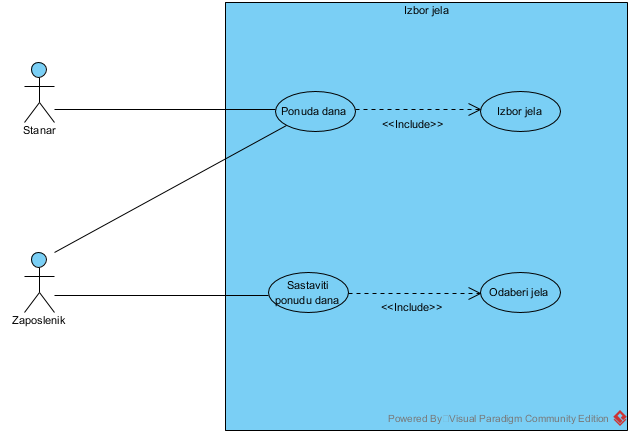 Izbor jela
Stanar
Ponuda dana
<<Include>>
Izbor jela
Zaposlenik
Sastaviti
ponudu dana
<<Include>>
Odaberi jela
Powered By Visual Paradigm Community Edition